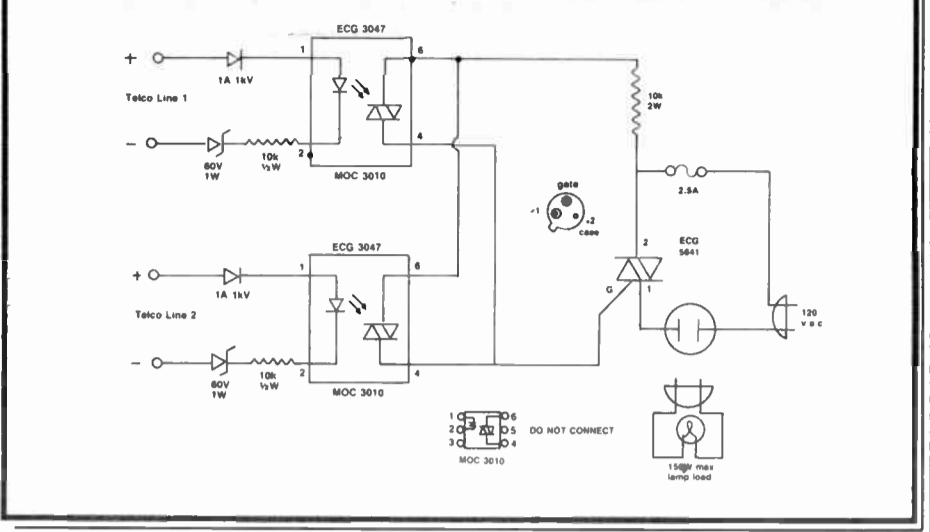 ECG 3047
+
1
6
1A 1kV
Telco Line 1
10k
2W
-
2
4
60V
1W
10k
½W
MOC 3010
2.5A
gate
case
2
ECG
5641
G
1
ECG 3047
+
1
6
1A 1kV
Telco Line 2
120
-
2
4
60V
1W
10k
½W
MOC 3010
1
2
3
6
5
4
DO NOT CONNECT
MOC 3010
max
lamp load